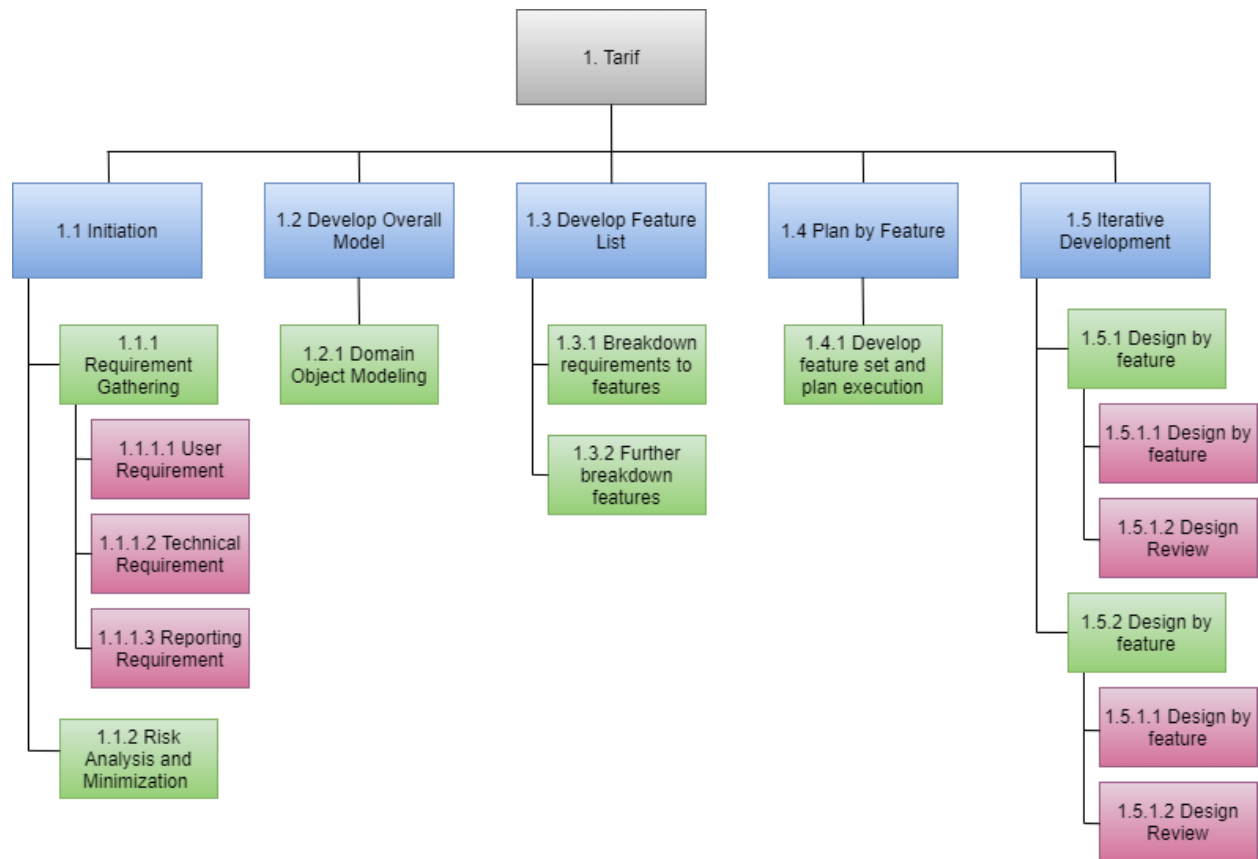 1. Tarif
1.1 Initiation
1.2 Develop Overall
Model
1.3 Develop Feature
List
1.4 Plan by Feature
1.5 Iterative
Development
1.1.1
Requirement
Gathering
1.1.1.1 User
Requirement
1.1.1.2 Technical
Requirement
1.1.1.3 Reporting
Requirement
1.1.2 Risk
Analysis and
Minimization
1.2.1 Domain
Object Modeling
1.3.1 Breakdown
requirements to
features
1.3.2 Further
breakdown
features
1.4.1 Develop
feature set and
plan execution
1.5.1 Design by
feature
1.5.1.1 Design by
feature
1.5.1.2 Design
Review
1.5.2 Design by
feature
1.5.1.1 Design by
feature
1.5.1.2 Design
Review